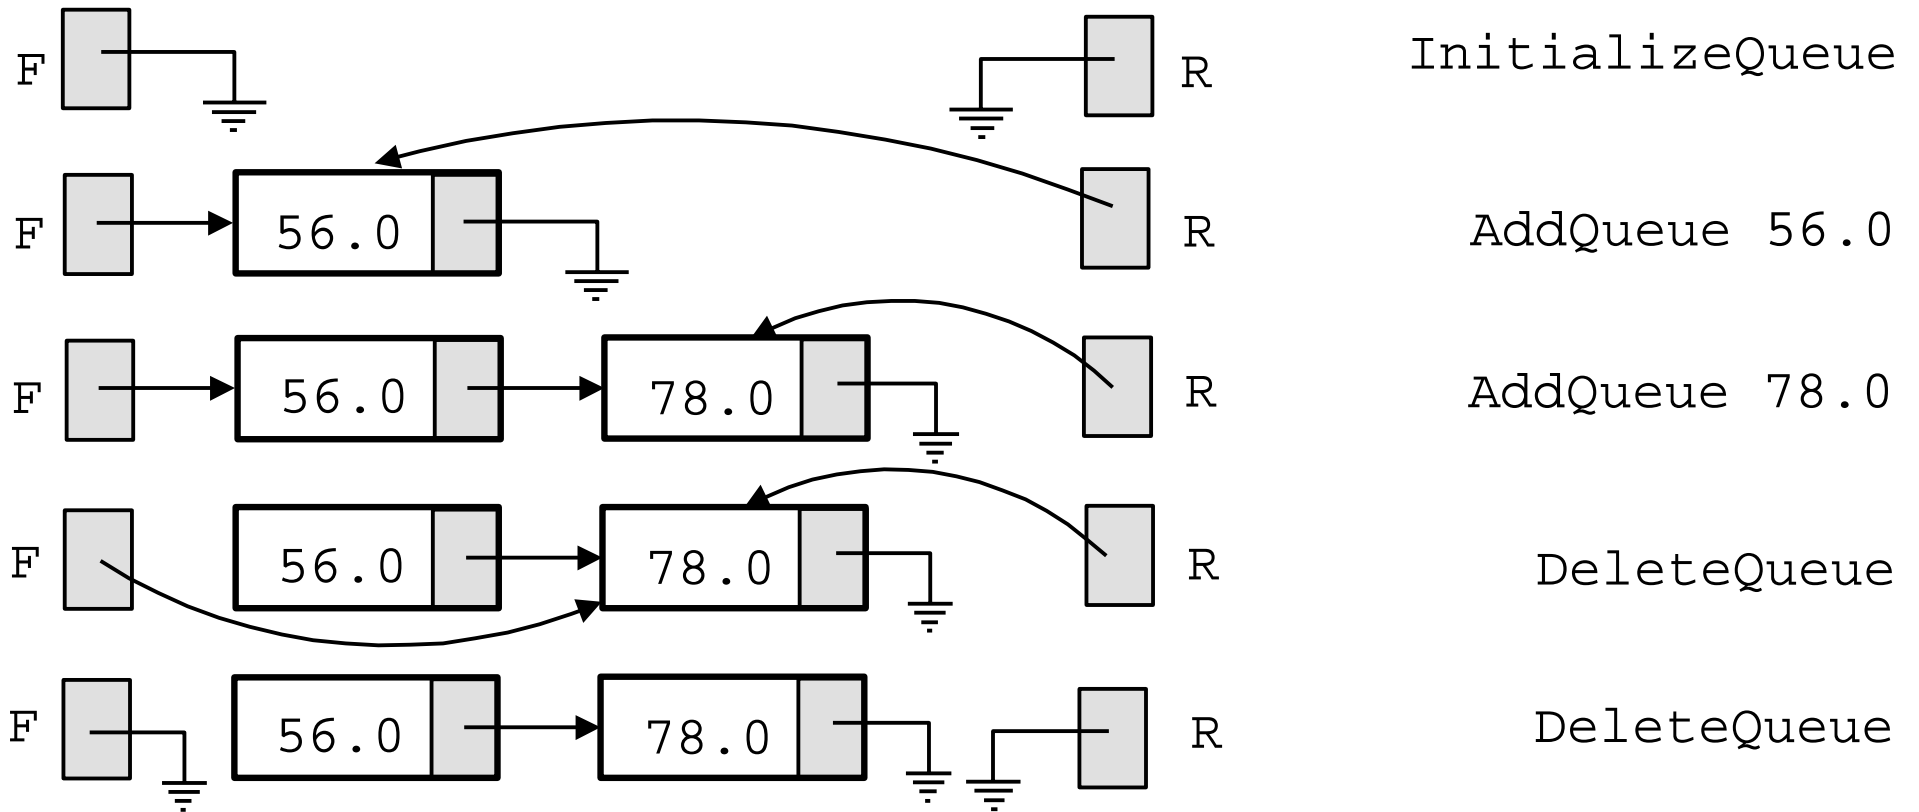 F R InitializeQueue
F 56.0 R AddQueue 56.0
F 56.0 78.0 R AddQueue 78.0
F 56.0 78.0 R DeleteQueue
F 56.0 78.0 R DeleteQueue